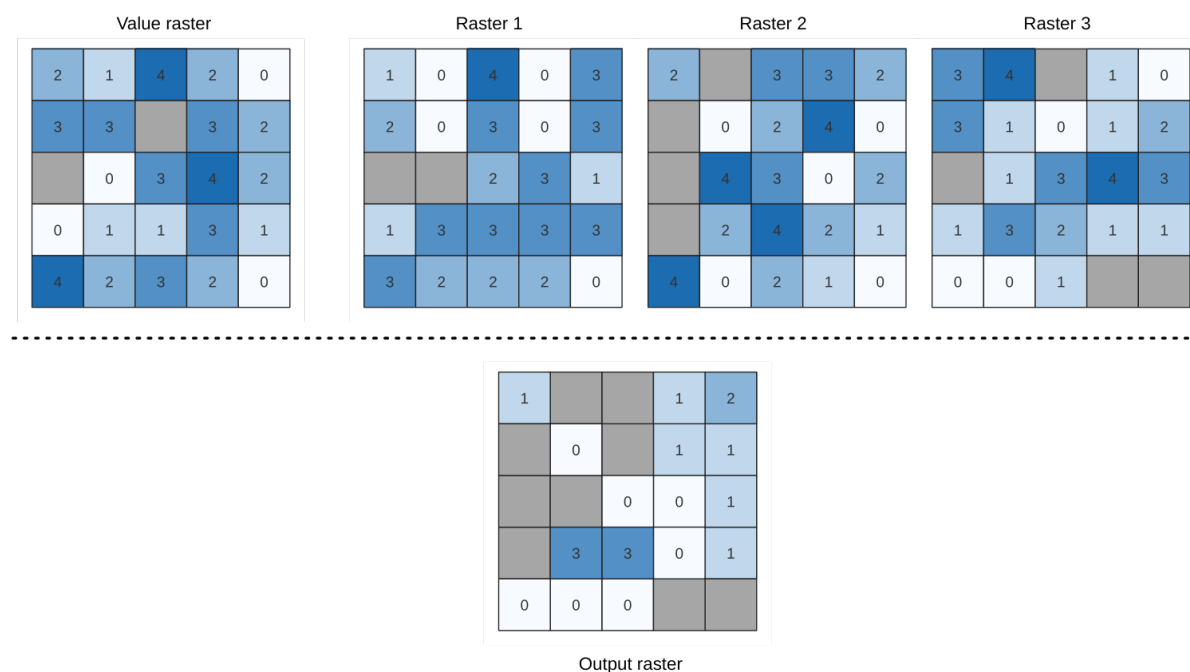 Value raster Raster 1 Raster 2 Raster 3
2 1 4 2 0 1 0 4 0 3 2 3 3 2 3 4 1 0
3 3 3 2 2 0 3 0 3 0 2 4 0 3 1 0 1 2
0 3 4 2 2 3 1 4 3 0 2 1 3 4 3
0 1 1 3 1 1 3 3 3 3 2 4 2 1 1 3 2 1 1
4 2 3 2 0 3 2 2 2 0 4 0 2 1 0 0 0 1
1 1 2
0 1 1
0 0 1
3 3 0 1
0 0 0
Output raster